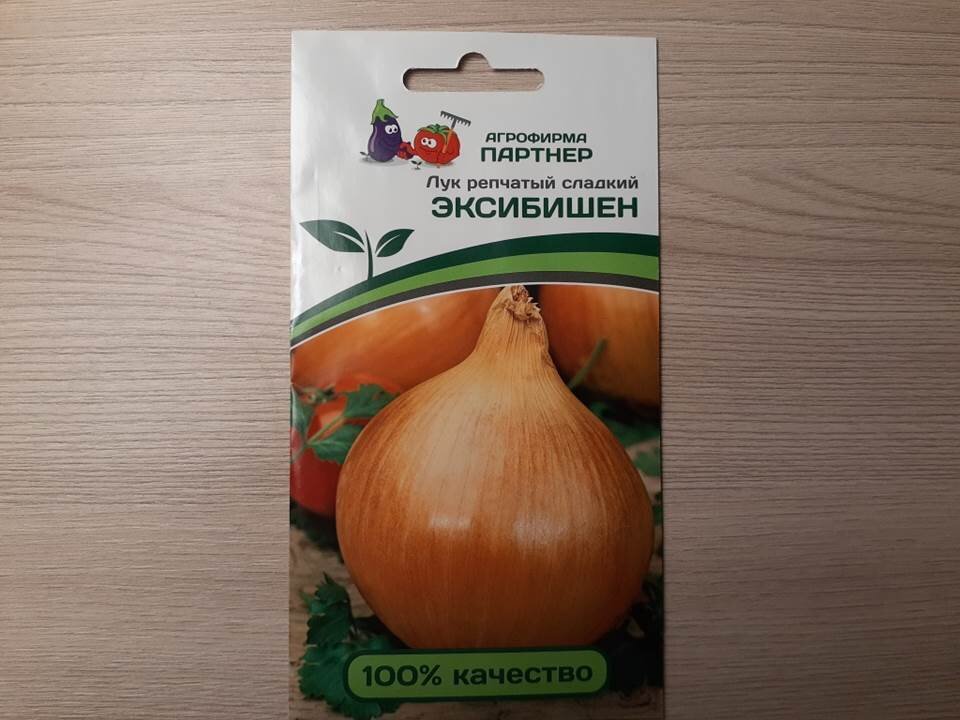 АГРОФИРМА
ПАРТНЕР
Лук репчатый сладкий
ЭКСИБИШЕН
100% качество